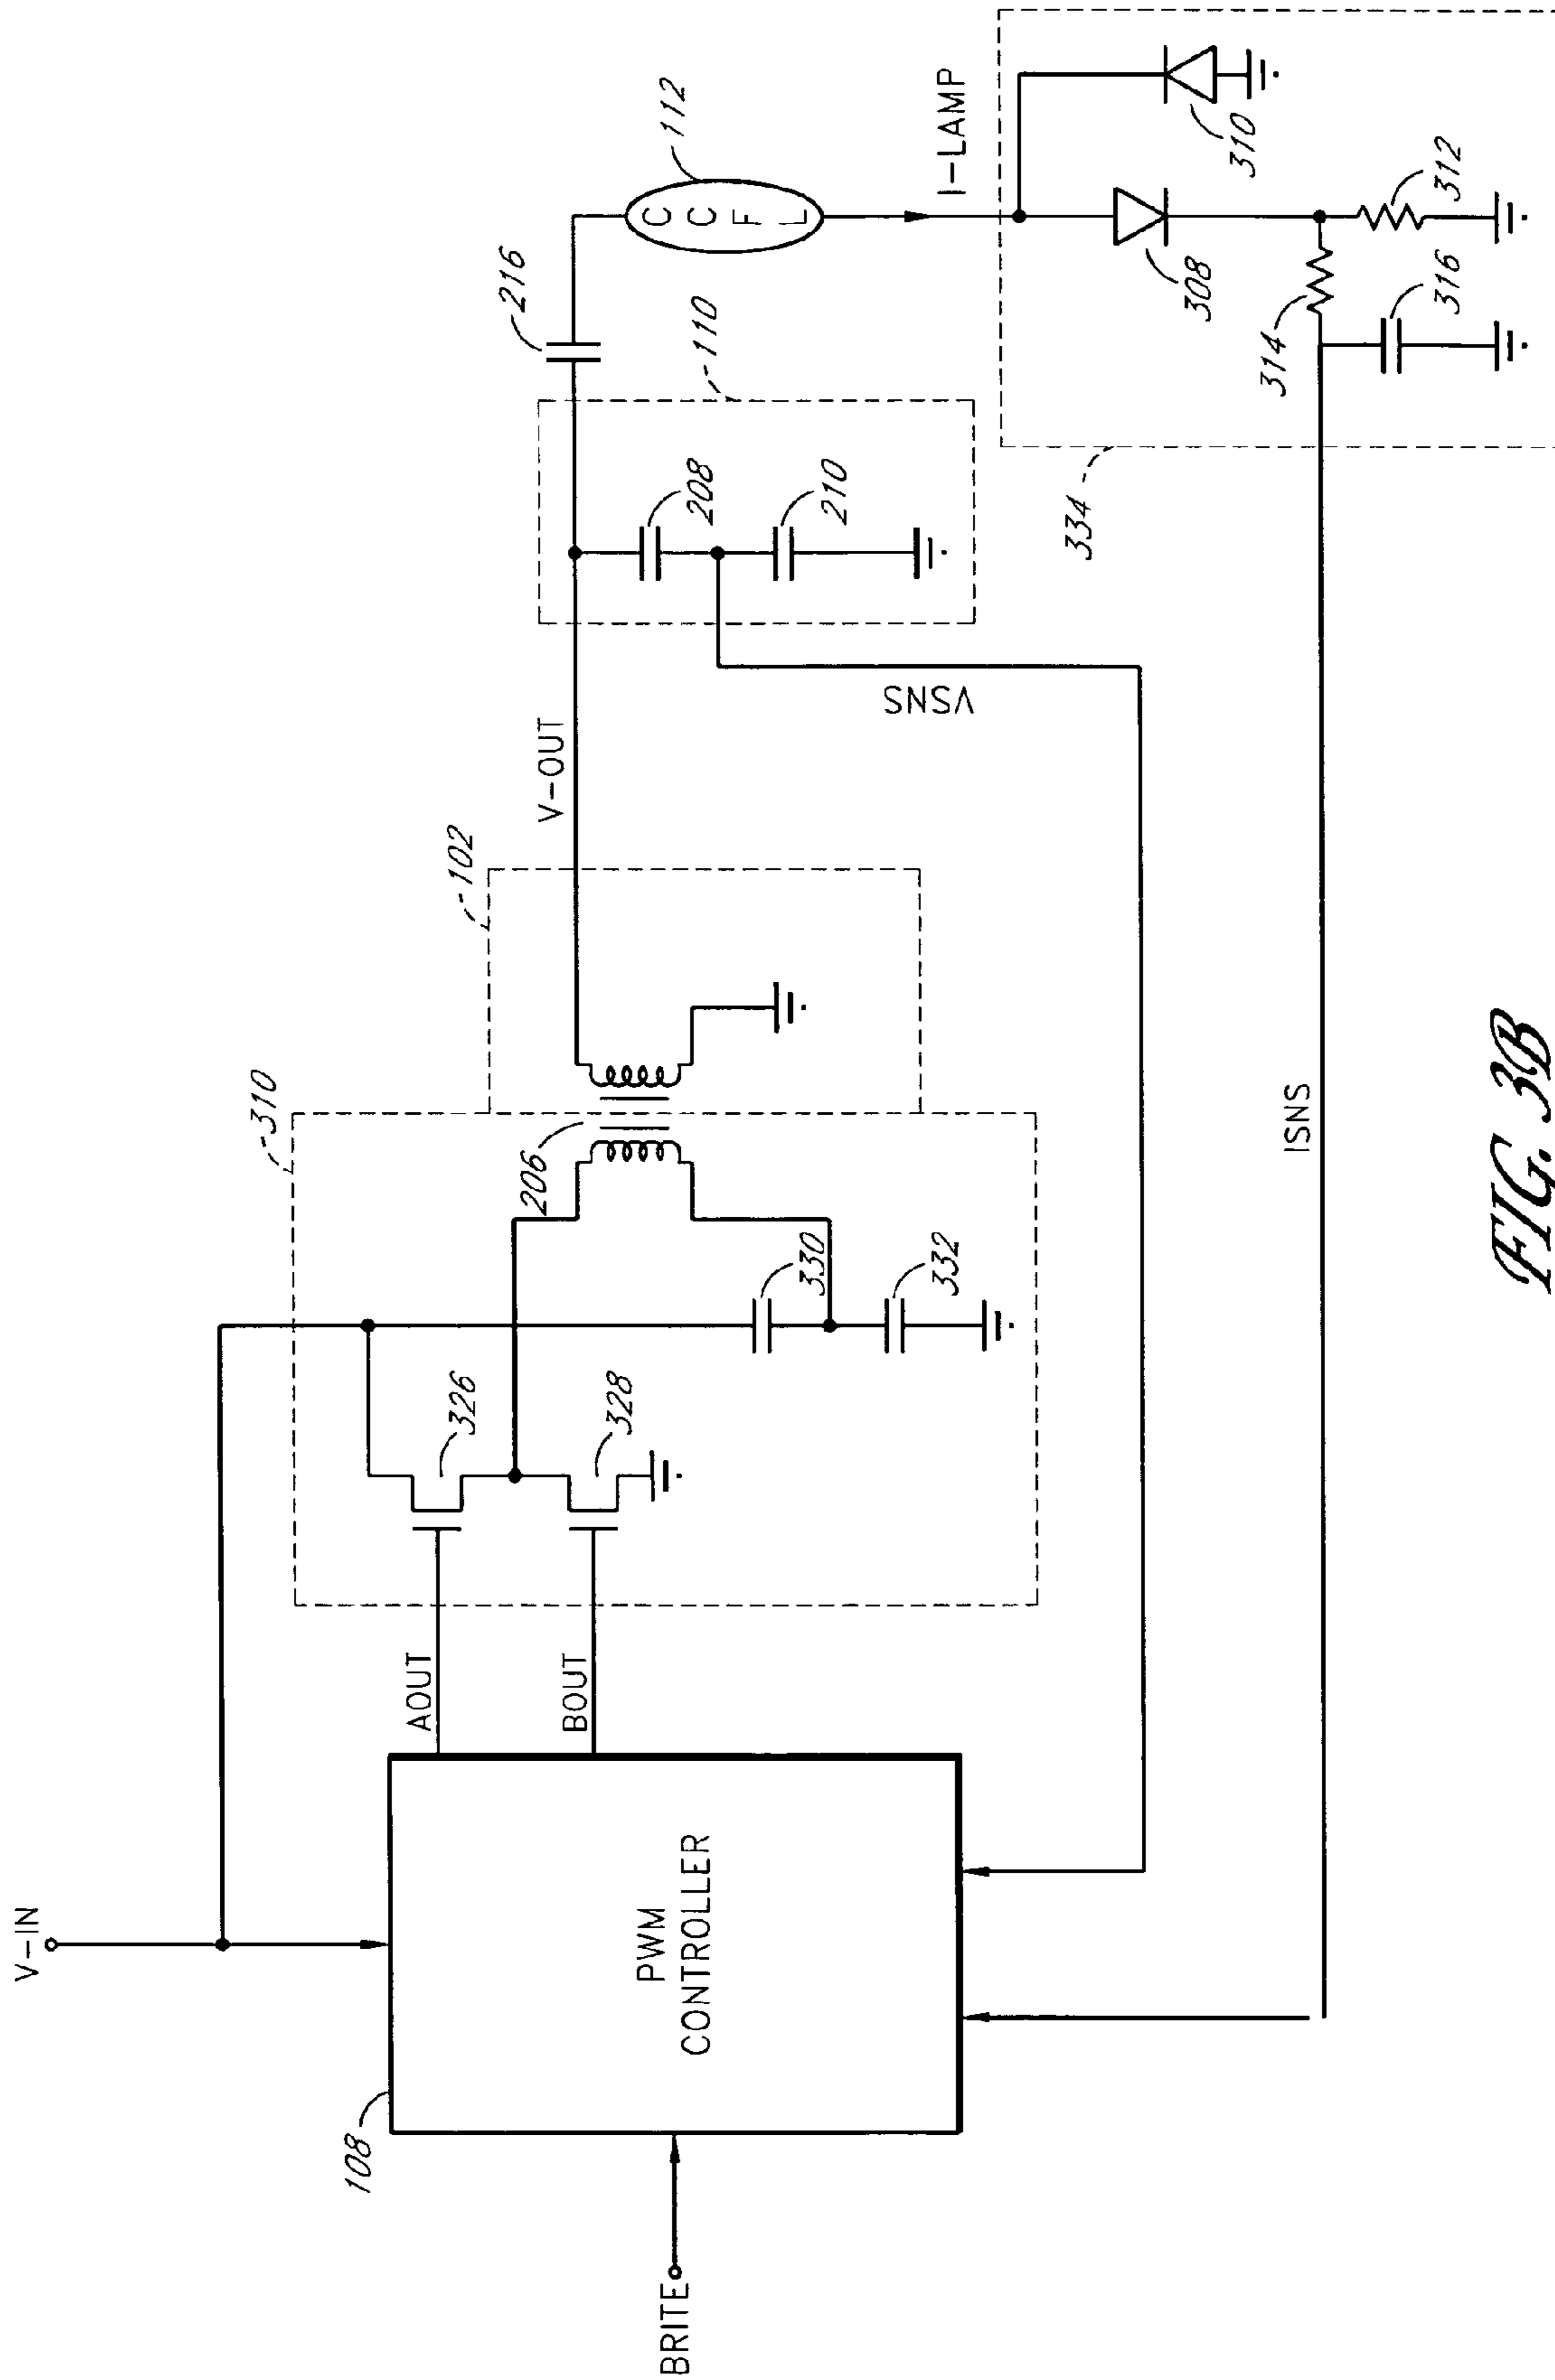 V-IN
108
PWM
CONTROLLER
BRITE
AOUT
BOUT
310
326
328
206
330
332
102
V-OUT
VSNS
110
208
210
216
112
C
C
F
L
I-LAMP
334
310
308
314
316
312
ISNS
FIG. 3B